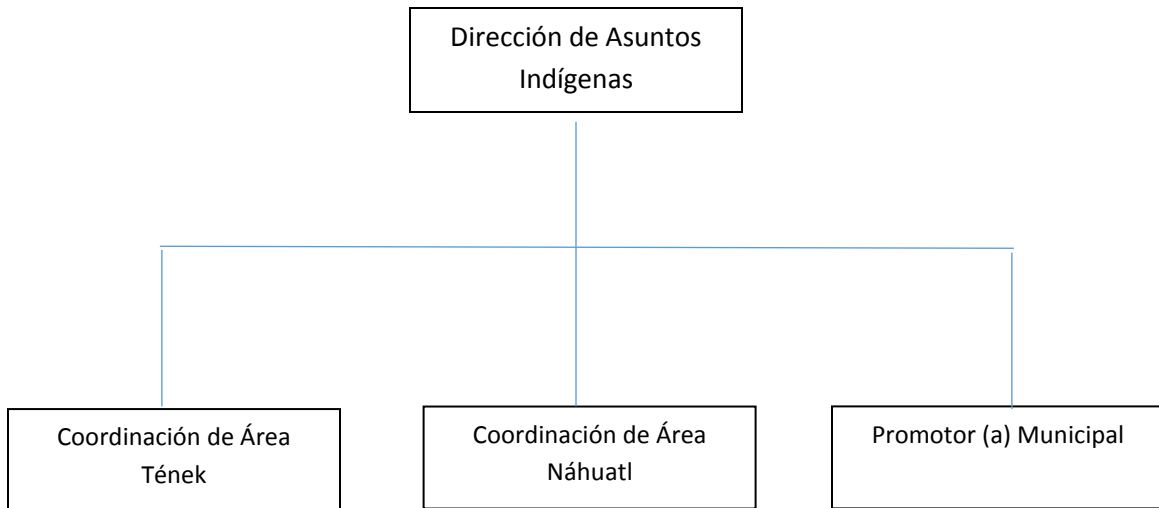 Dirección de Asuntos
Indígenas
Coordinación de Área
Tének
Coordinación de Área
Náhuatl
Promotor (a) Municipal